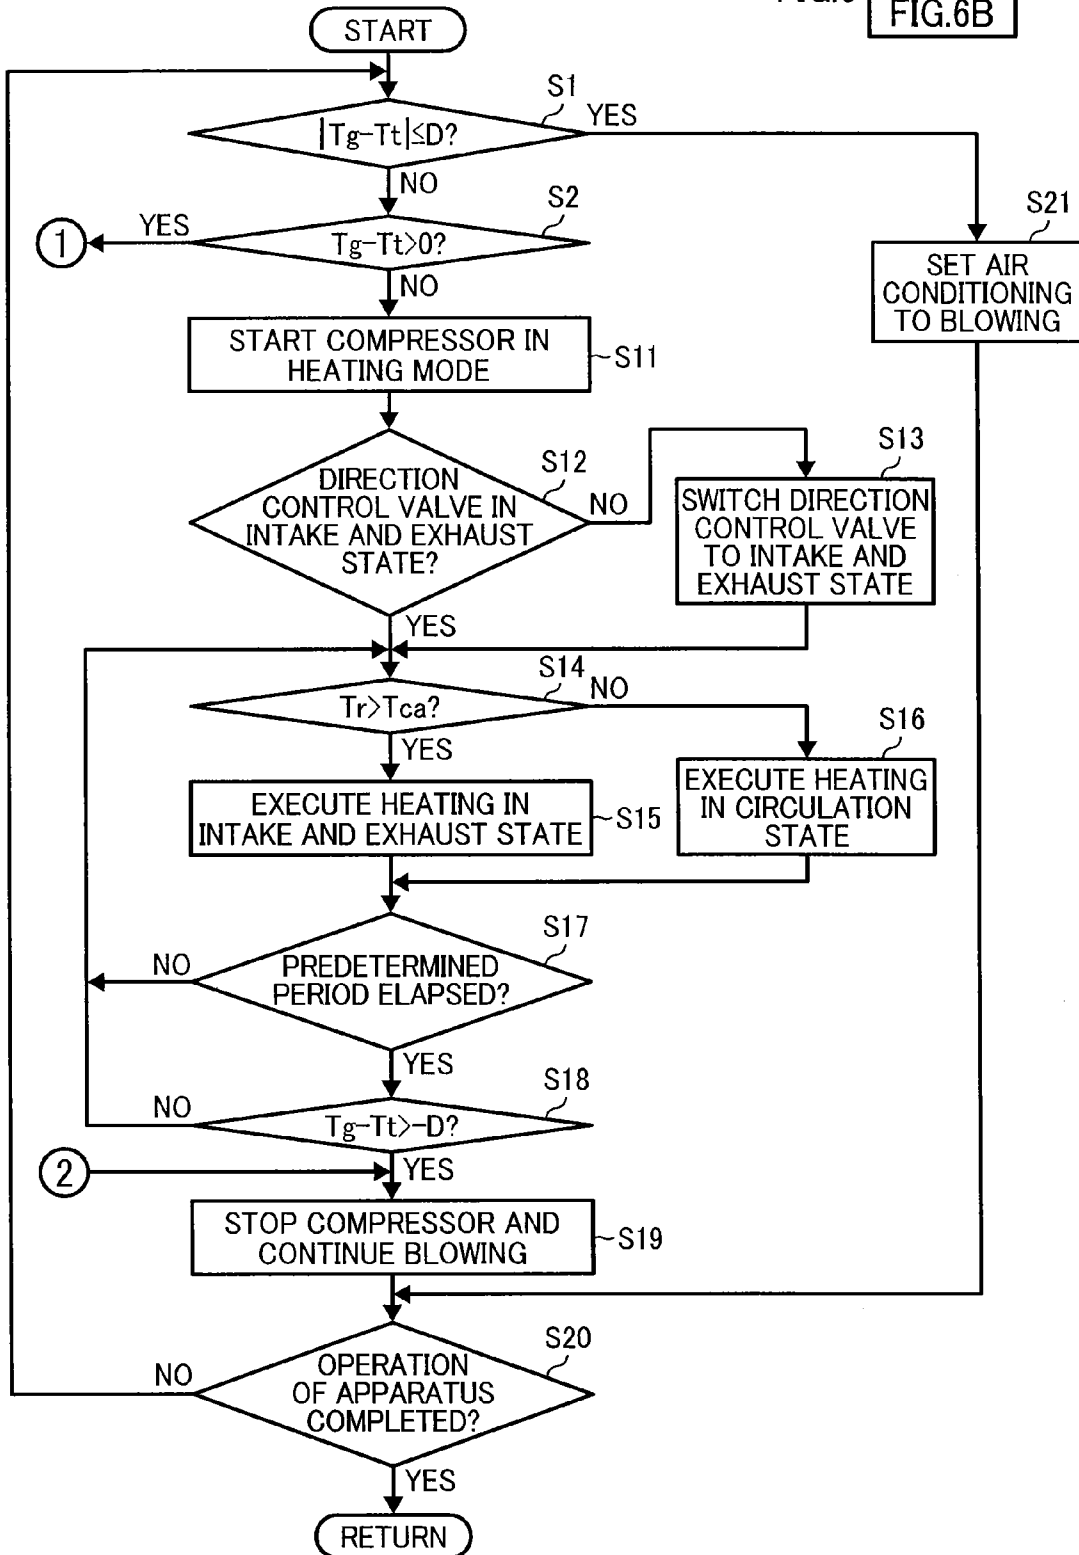 FIG.6B
START
S1
|Tg-Tt|≤D?
YES
NO
S2
YES
1
Tg-Tt>0?
NO
S21
SET AIR
CONDITIONING
TO BLOWING
START COMPRESSOR IN
HEATING MODE
S11
S12
DIRECTION
CONTROL VALVE IN
INTAKE AND EXHAUST
STATE?
NO
YES
S13
SWITCH DIRECTION
CONTROL VALVE
TO INTAKE AND
EXHAUST STATE
S14
Tr>Tca?
NO
YES
S16
EXECUTE HEATING
IN CIRCULATION
STATE
EXECUTE HEATING IN
INTAKE AND EXHAUST STATE
S15
S17
NO
PREDETERMINED
PERIOD ELAPSED?
YES
S18
NO
Tg-Tt>-D?
YES
2
STOP COMPRESSOR AND
CONTINUE BLOWING
S19
S20
NO
OPERATION
OF APPARATUS
COMPLETED?
YES
RETURN